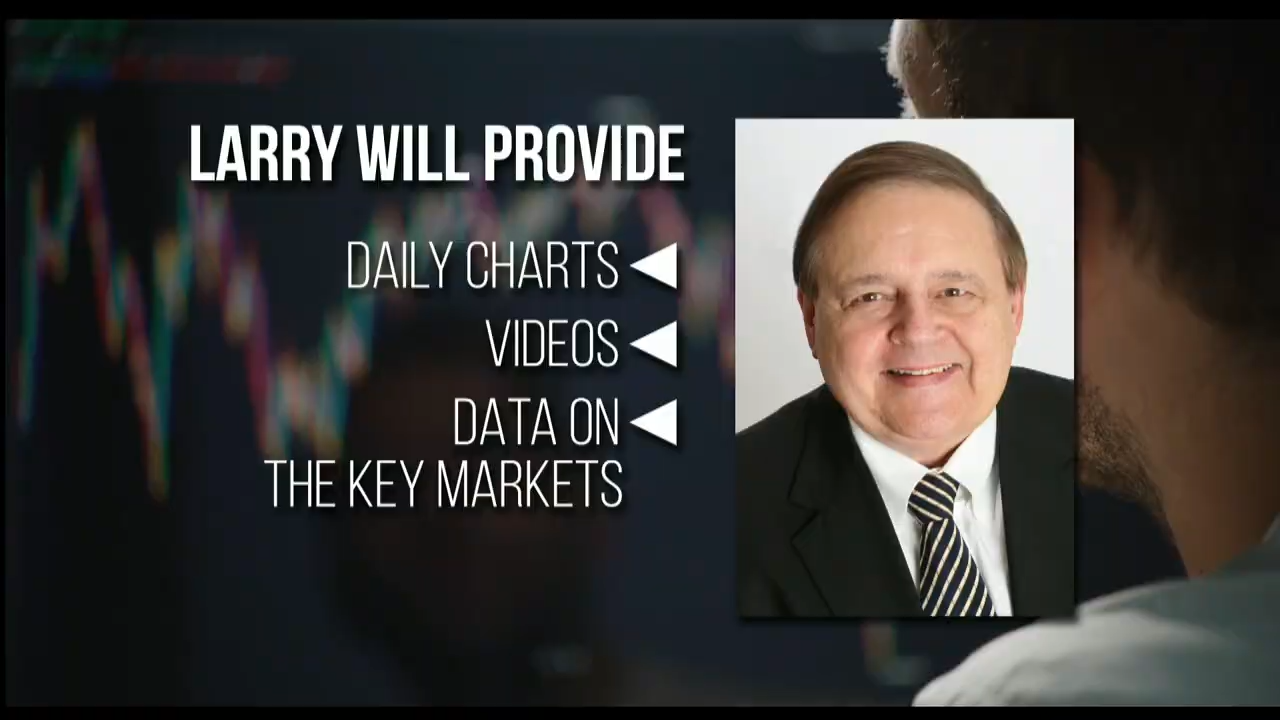 LARRY WILL PROVIDE
DAILY CHARTS
VIDEOS
DATA ON
THE KEY MARKETS